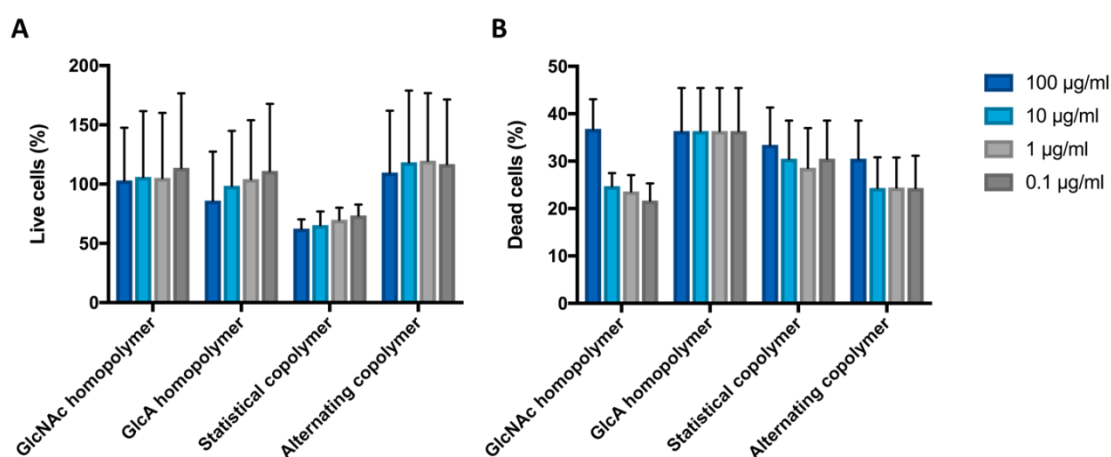 A
Live cells (%)
200
150
100
50
0
GlcNAc homopolymer
GlcA homopolymer
Statistical copolymer
Alternating copolymer
B
Dead cells (%)
50
40
30
20
10
0
GlcNAc homopolymer
GlcA homopolymer
Statistical copolymer
Alternating copolymer
100 µg/ml
10 µg/ml
1 µg/ml
0.1 µg/ml